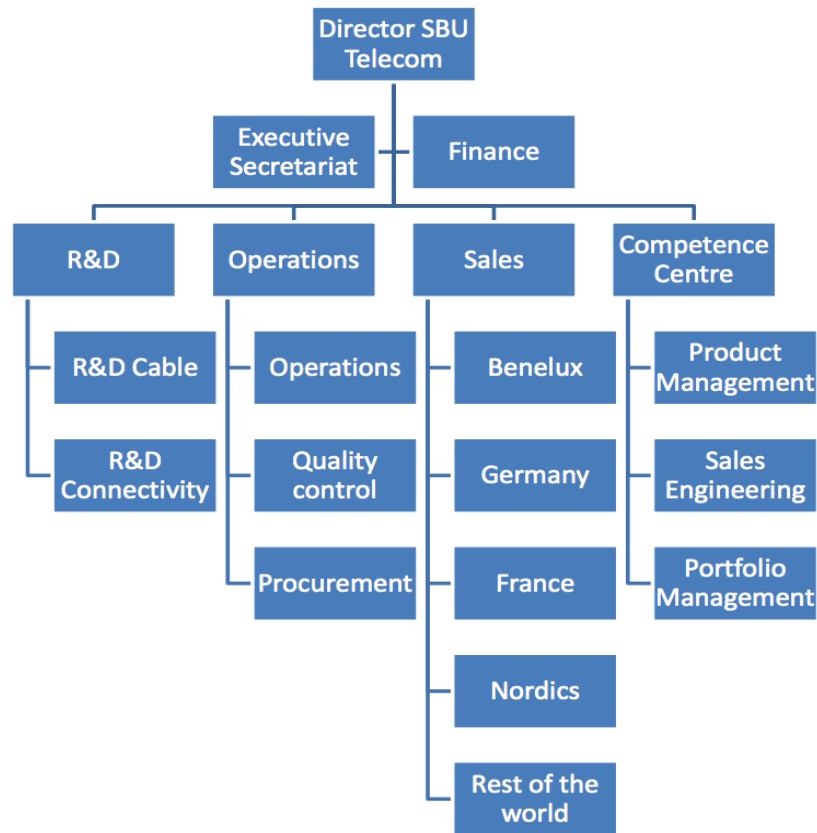 Director SBU
Telecom
Executive
Secretariat
Finance
R&D
Operations
Sales
Competence
Centre
R&D Cable
Operations
Benelux
Product
Management
R&D
Connectivity
Quality
control
Germany
Sales
Engineering
Procurement
France
Portfolio
Management
Nordics
Rest of the
world